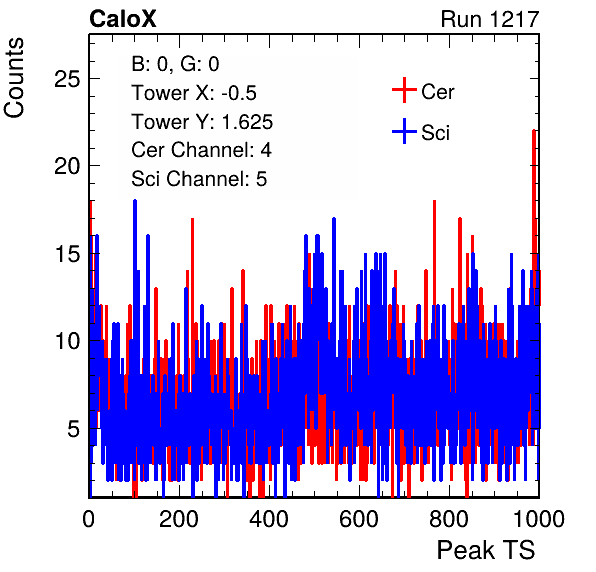 CaloX
Run 1217
Counts
B: 0, G: 0
Tower X: -0.5
Tower Y: 1.625
Cer Channel: 4
Sci Channel: 5
Cer
Sci
25
20
15
10
5
0
200
400
600
800
1000
Peak TS